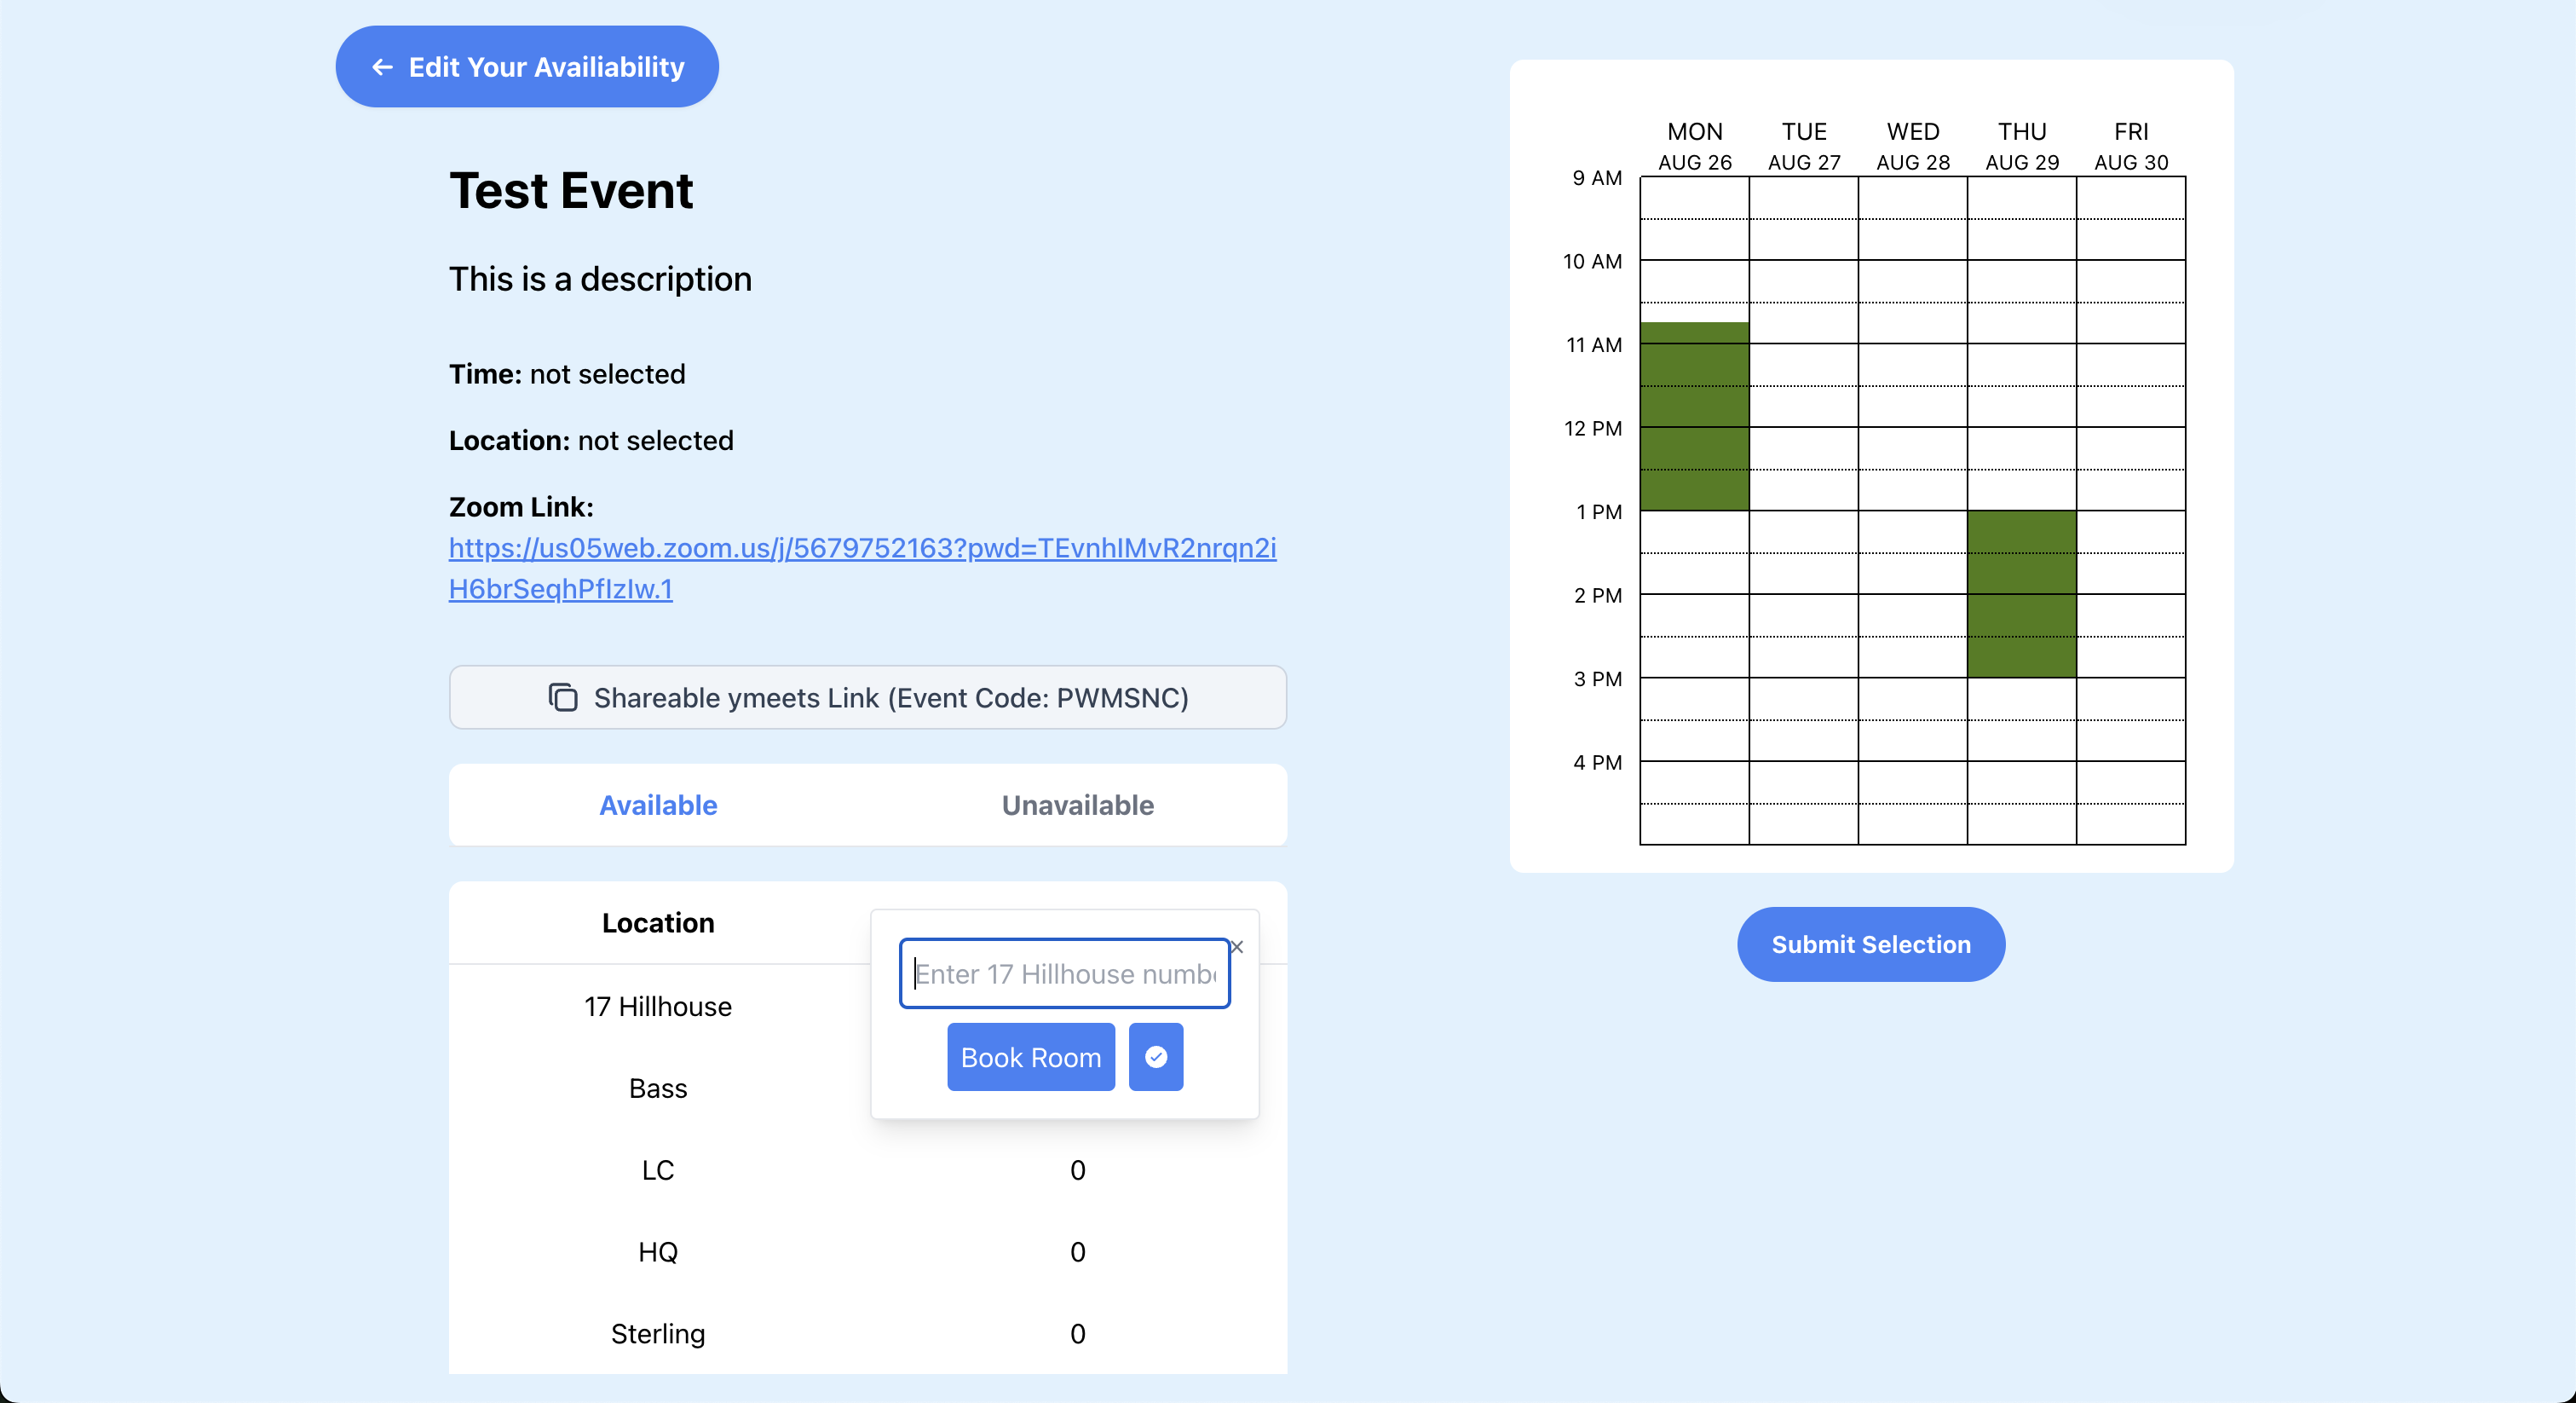 Edit Your Availiability
Test Event
This is a description
Time: not selected
Location: not selected
Zoom Link:
https://us05web.zoom.us/j/5679752163?pwd=TEvnhIMvR2nrqn2i
H6brSeqhPfIzIw.1
Shareable ymeets Link (Event Code: PWMSNC)
Available Unavailable
Location
Enter 17 Hillhouse numb
17 Hillhouse
Book Room
Bass
LC 0
HQ 0
Sterling 0
MON TUE WED THU FRI
AUG 26 AUG 27 AUG 28 AUG 29 AUG 30
9 AM
10 AM
11 AM
12 PM
1 PM
2 PM
3 PM
4 PM
Submit Selection